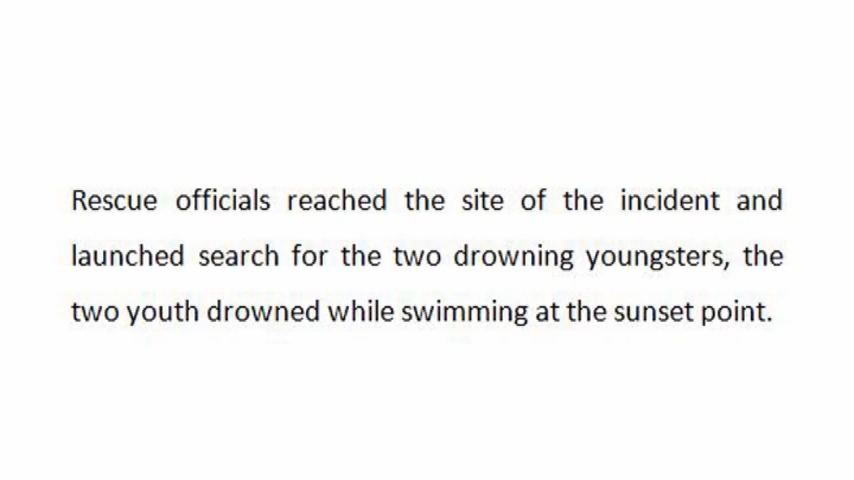 Rescue officials reached the site of the incident and
launched search for the two drowning youngsters, the
two youth drowned while swimming at the sunset point.